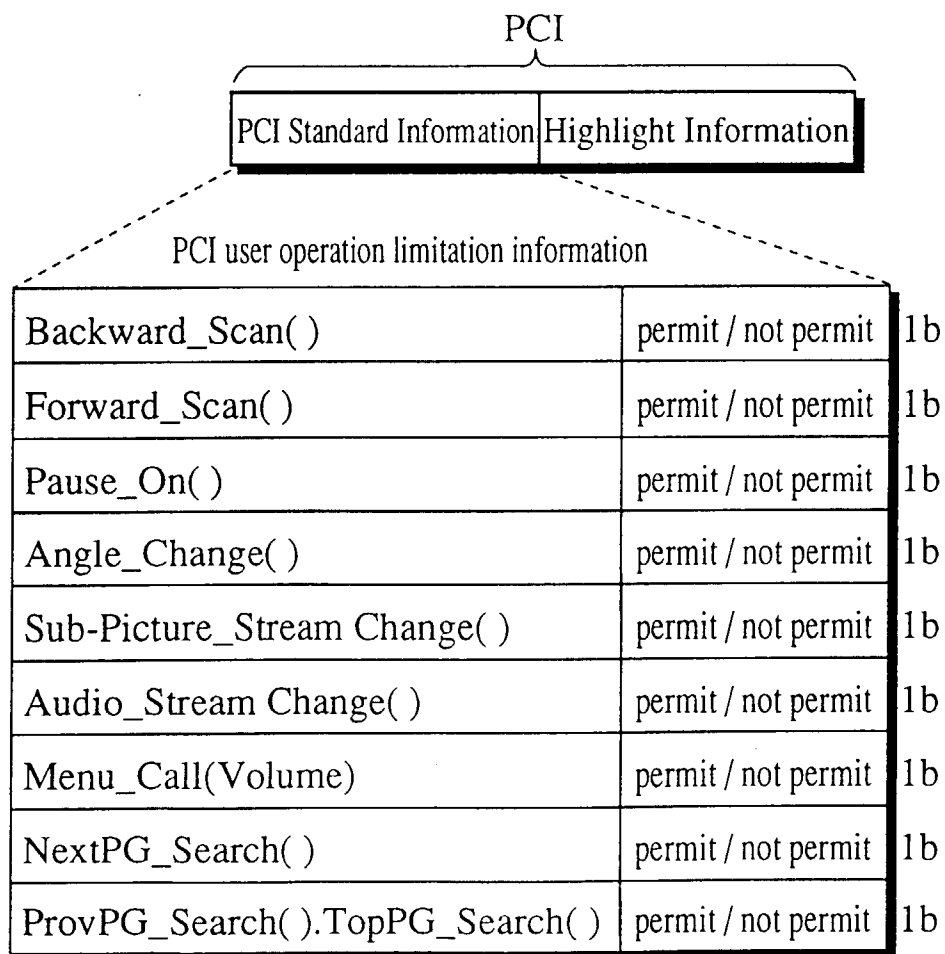 PCI
PCI Standard Information Highlight Information
PCI user operation limitation information
Backward_Scan( ) permit / not permit 1b
Forward_Scan( ) permit / not permit 1b
Pause_On( ) permit / not permit 1b
Angle_Change( ) permit / not permit 1b
Sub-Picture_Stream Change( ) permit / not permit 1b
Audio_Stream Change( ) permit / not permit 1b
Menu_Call(Volume) permit / not permit 1b
NextPG_Search( ) permit / not permit 1b
ProvPG_Search( ).TopPG_Search( ) permit / not permit 1b